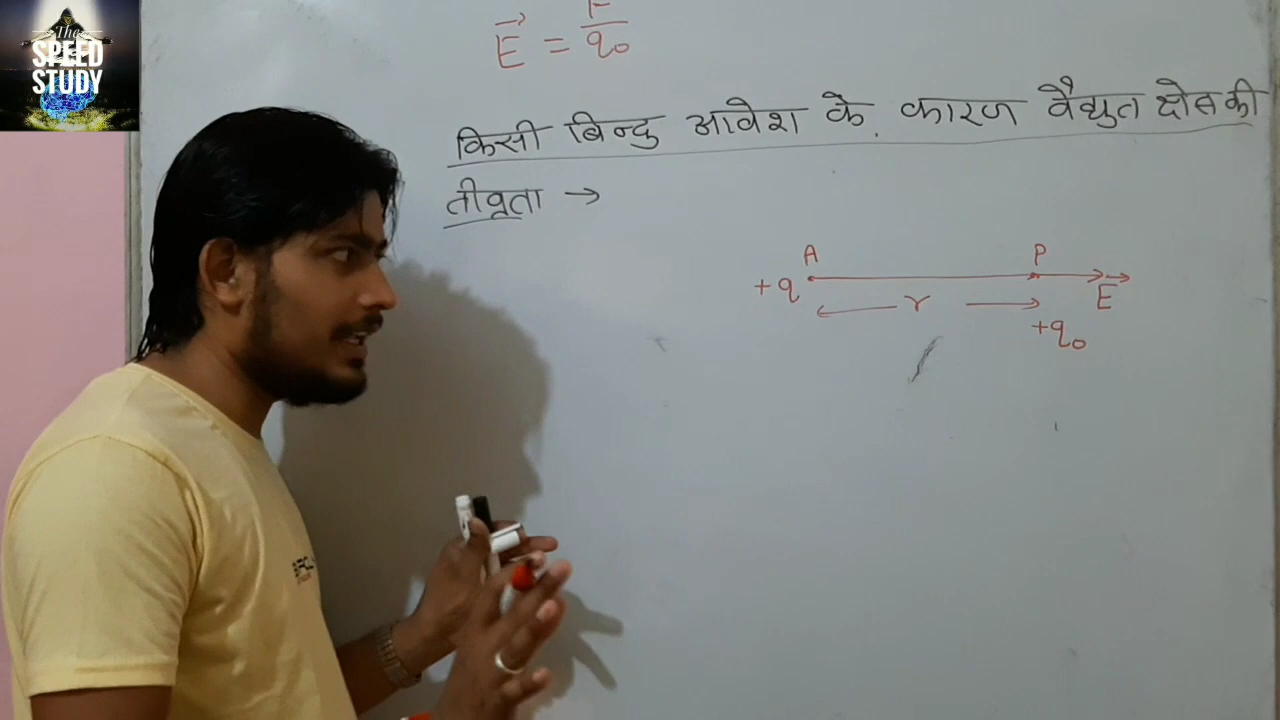 The
SPEED
STUDY
E = F/q₀
किसी बिन्दु आवेश के कारण वैद्युत क्षेत्र की
तीव्रता →
A P
+q r E
+q₀